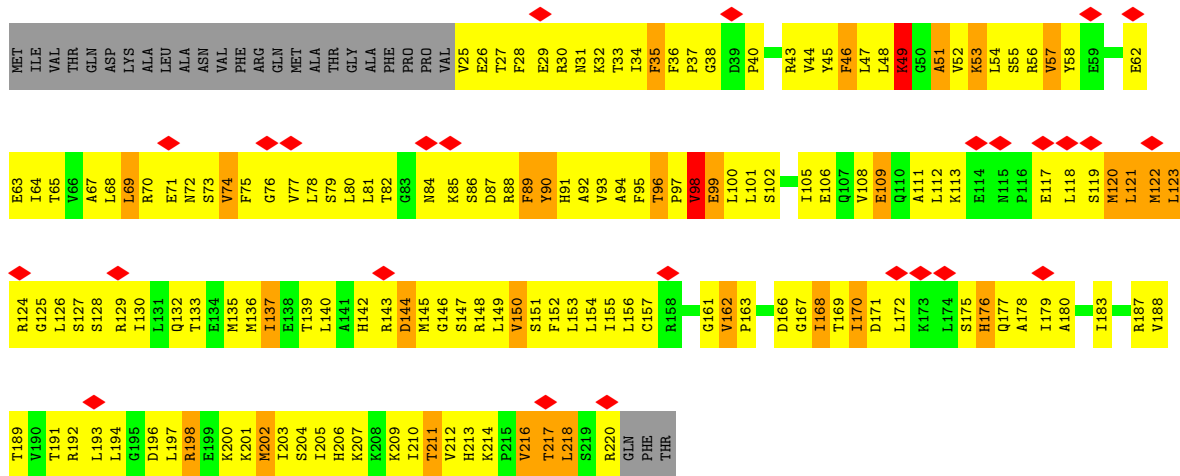 MET ILE VAL THR GLN ASP LYS ALA LEU ALA ASN VAL PHE ARG GLN MET ALA THR GLY ALA PHE PRO PRO VAL V25 E26 T27 F28 E29 R30 N31 K32 T33 I34 F35 F36 P37 G38 D39 P40 R43 V44 Y45 F46 L47 L48 K49 G50 A51 V52 K53 L54 S55 R56 V57 Y58 E59 E62
E63 I64 T65 V66 A67 L68 L69 R70 E71 N72 S73 V74 F75 G76 V77 L78 S79 L80 L81 T82 G83 N84 K85 S86 D87 R88 F89 Y90 H91 A92 V93 A94 F95 T96 P97 V98 E99 L100 L101 S102 I105 E106 Q107 V108 E109 Q110 A111 L112 K113 E114 N115 P116 E117 L118 S119 M120 L121 M122 L123
R124 G125 L126 S127 S128 R129 I130 L131 Q132 T133 E134 M135 M136 I137 E138 T139 L140 A141 H142 R143 D144 M145 G146 S147 R148 L149 V150 S151 F152 L153 L154 I155 L156 C157 R158 G161 V162 P163 D166 G167 I168 T169 I170 D171 L172 K173 L174 S175 H176 Q177 A178 I179 A180 I183 R187 V188
T189 V190 T191 R192 L193 L194 G195 D196 L197 R198 E199 K200 K201 M202 I203 S204 I205 H206 K207 K208 K209 I210 T211 V212 H213 K214 P215 V216 T217 L218 S219 R220 GLN PHE THR